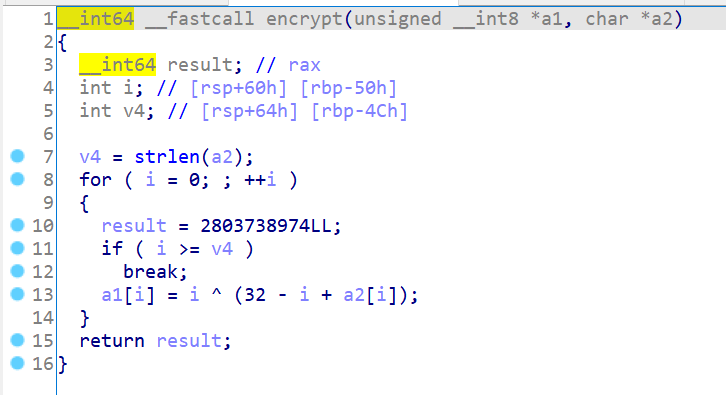 1 __int64 __fastcall encrypt(unsigned __int8 *a1, char *a2)
2 {
3   __int64 result; // rax
4   int i; // [rsp+60h] [rbp-50h]
5   int v4; // [rsp+64h] [rbp-4Ch]
6
7   v4 = strlen(a2);
8   for ( i = 0; ; ++i )
9   {
10     result = 2803738974LL;
11     if ( i >= v4 )
12       break;
13     a1[i] = i ^ (32 - i + a2[i]);
14   }
15   return result;
16 }